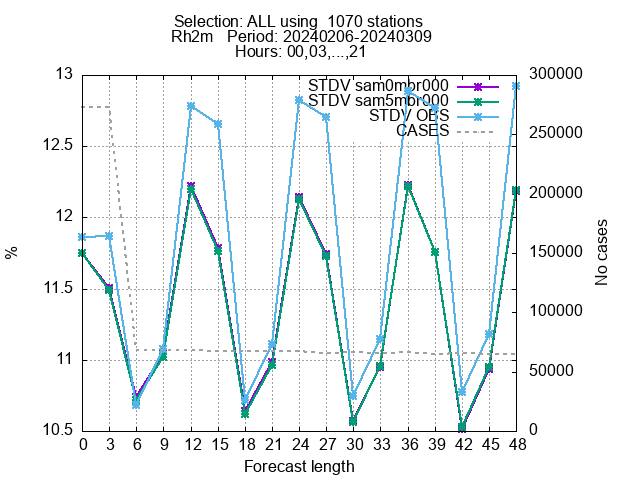 Selection: ALL using  1070 stations
Rh2m   Period: 20240206-20240309
Hours: 00,03,...,21
STDV sam0mbr000
STDV sam5mbr000
STDV OBS
CASES
13
12.5
12
11.5
11
10.5
%
300000
250000
200000
150000
100000
50000
0
No cases
0 3 6 9 12 15 18 21 24 27 30 33 36 39 42 45 48
Forecast length